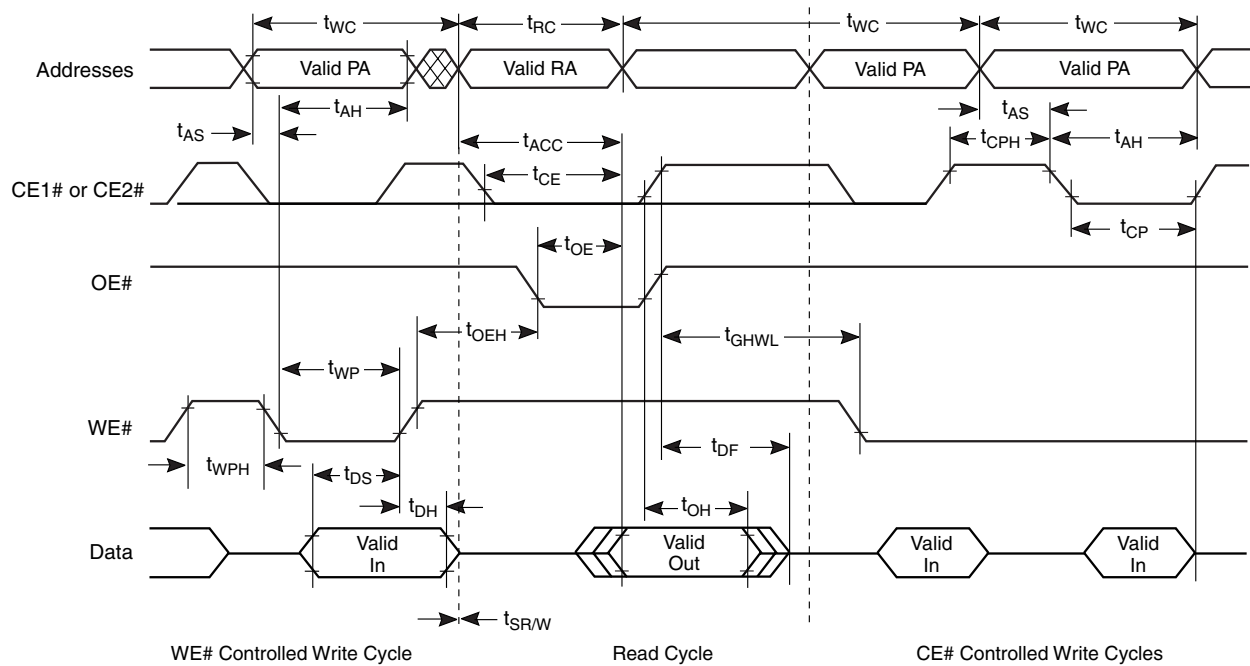 tWC tRC tWC tWC
Addresses Valid PA Valid RA Valid PA Valid PA
tAH tAS
tAS tACC tCPH tAH
CE1# or CE2# tCE
tOE tCP
OE#
tOEH tGHWL
tWP
WE#
tDF
tWPH tDS
tDH tOH
Data Valid In Valid Out Valid In Valid In
tSR/W
WE# Controlled Write Cycle Read Cycle CE# Controlled Write Cycles